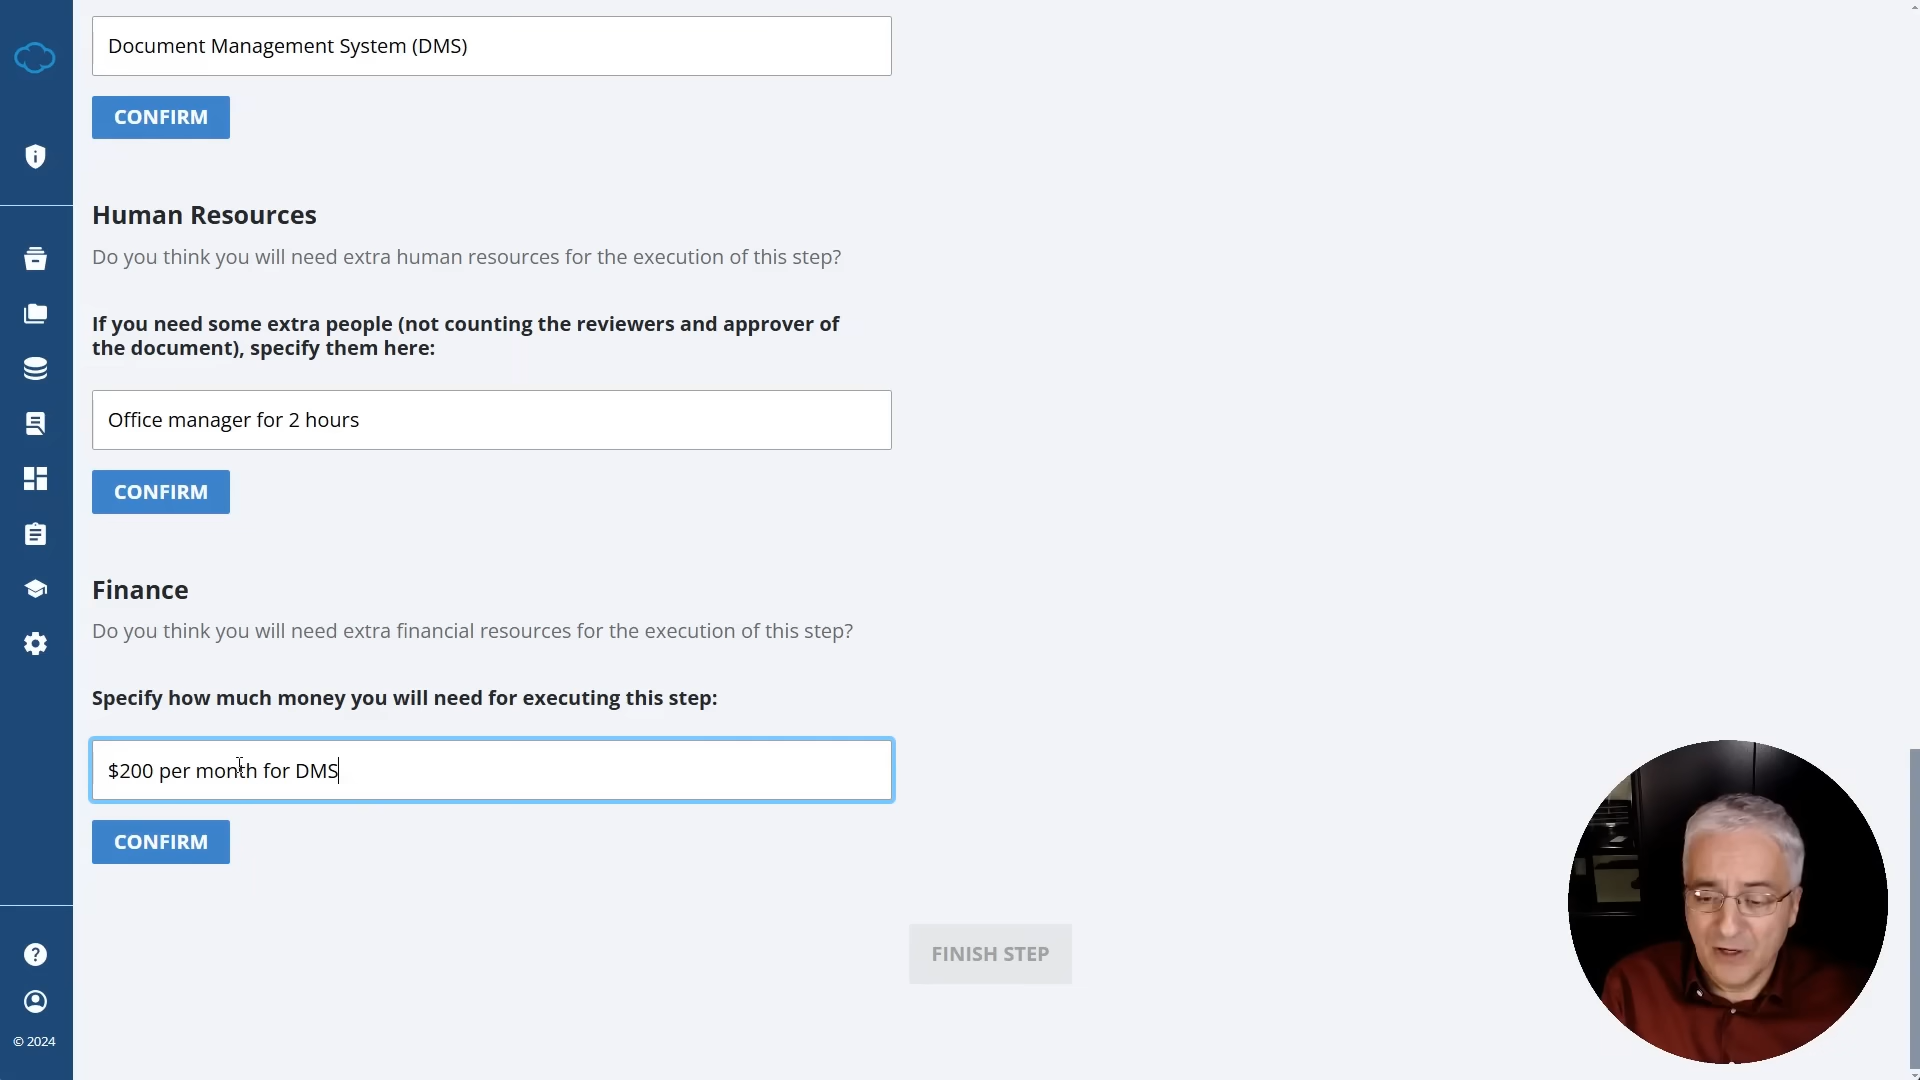 Document Management System (DMS)
CONFIRM
Human Resources
Do you think you will need extra human resources for the execution of this step?
If you need some extra people (not counting the reviewers and approver of
the document), specify them here:
Office manager for 2 hours
CONFIRM
Finance
Do you think you will need extra financial resources for the execution of this step?
Specify how much money you will need for executing this step:
$200 per month for DMS
CONFIRM
FINISH STEP
© 2024